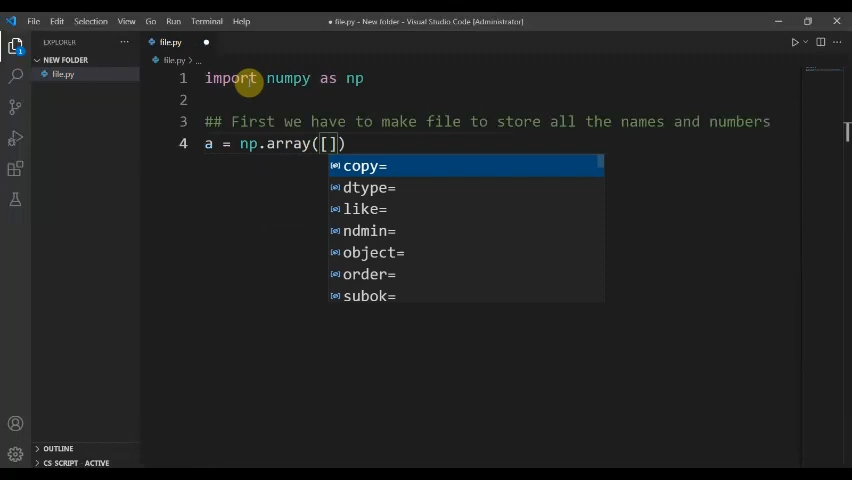 File Edit Selection View Go Run Terminal Help
● file.py - New folder - Visual Studio Code [Administrator]
EXPLORER
file.py
NEW FOLDER
file.py
file.py > ...
1 import numpy as np
2
3 ## First we have to make file to store all the names and numbers
4 a = np.array([])
copy=
dtype=
like=
ndmin=
object=
order=
subok=
1
OUTLINE
CS SCRIPT - ACTIVE